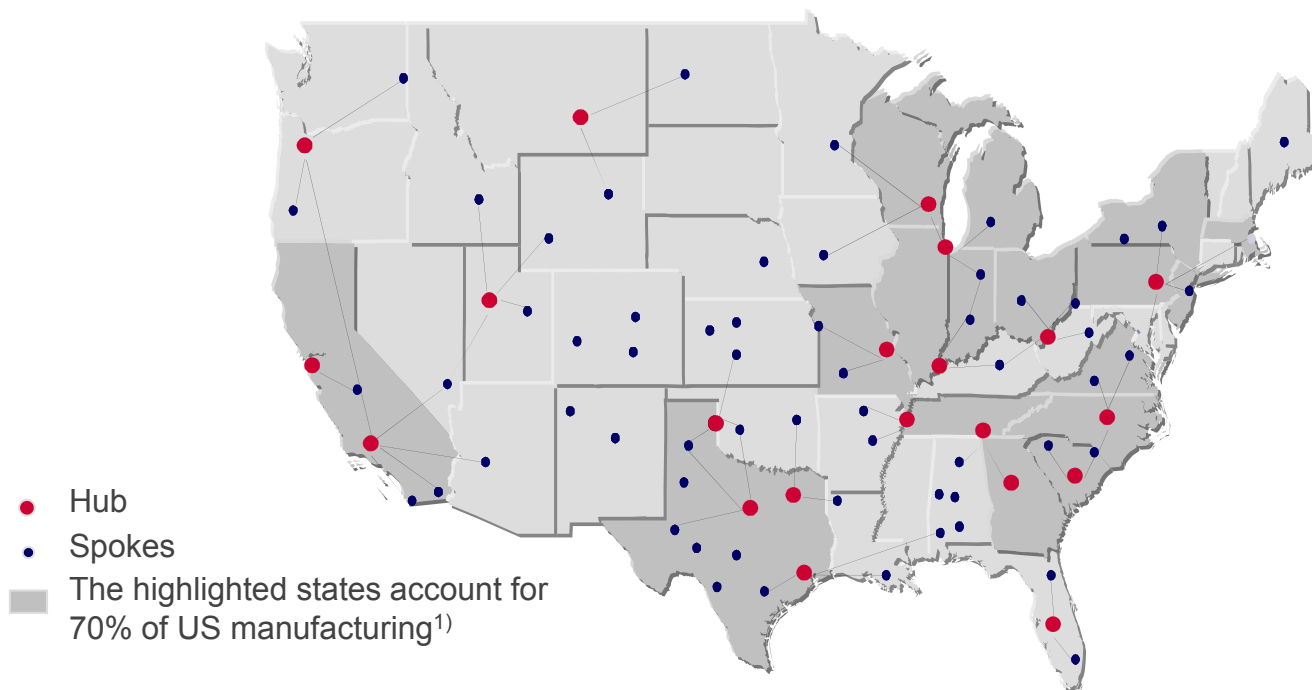 Hub
Spokes
The highlighted states account for
70% of US manufacturing1)